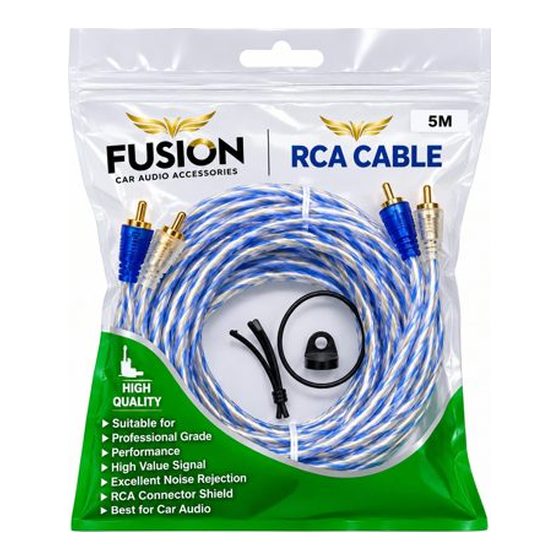 5M
FUSION
CAR AUDIO ACCESSORIES
RCA CABLE
HIGH
QUALITY
Suitable for
Professional Grade
Performance
High Value Signal
Excellent Noise Rejection
RCA Connector Shield
Best for Car Audio